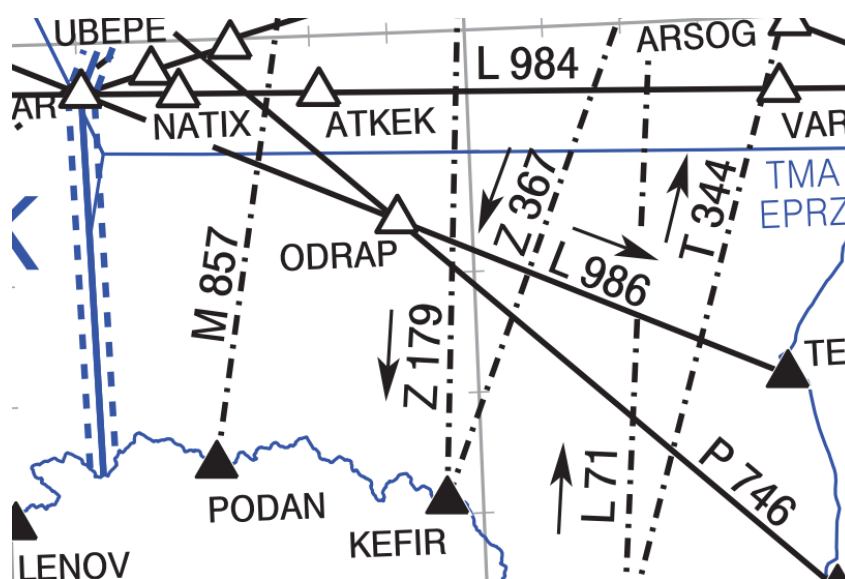 UBEPE
ARSOG
L 984
AR
NATIX
ATKEK
VAR
TMA
EPRZ
K
Z 367
T 344
ODRAP
M 857
L 986
Z 179
TE
P 746
L 71
PODAN
KEFIR
LENOV